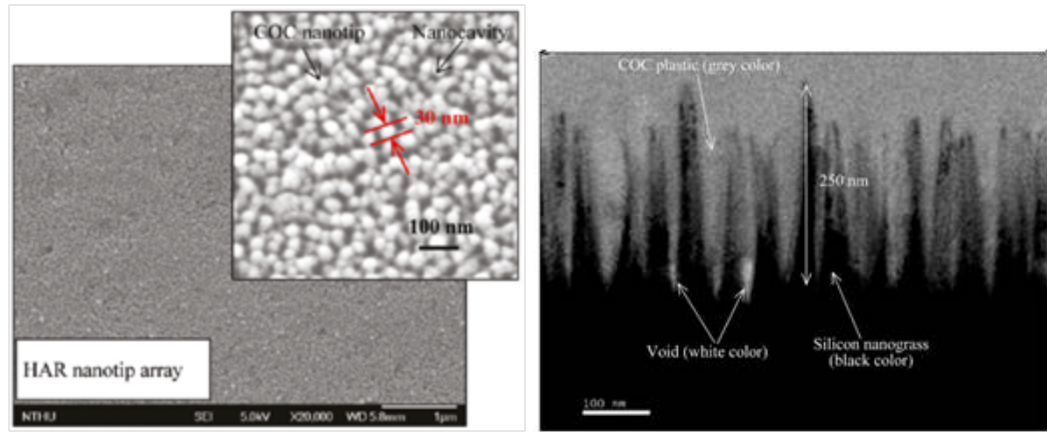 COC nanotip
Nanocavity
30 nm
100 nm
HAR nanotip array
NTHU SEI 5.0kV X20,000 WD 5.8mm 1μm
COC plastic (grey color)
250 nm
Void (white color)
Silicon nanograss
(black color)
100 nm